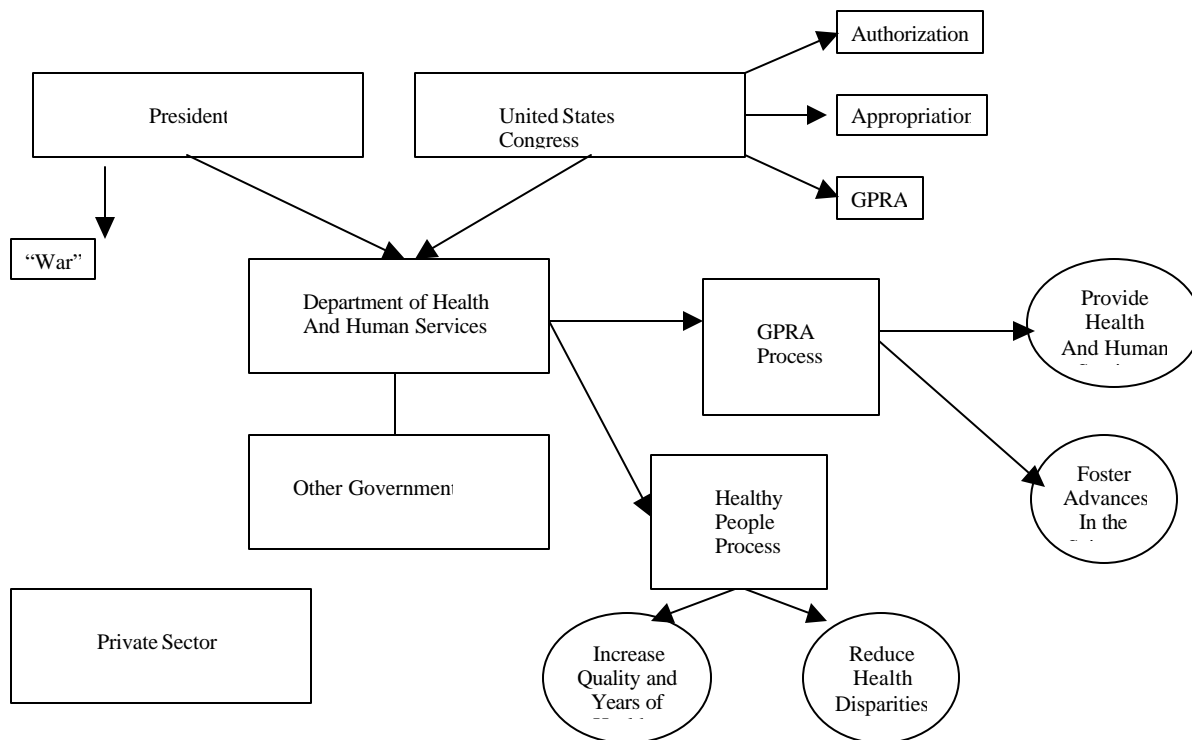 Authorization
President
United States
Congress
Appropriation
GPRA
“War”
Department of Health
And Human Services
GPRA
Process
Provide
Health
And Human
Other Government
Healthy
People
Process
Foster
Advances
In the
Private Sector
Increase
Quality and
Years of
Reduce
Health
Disparities